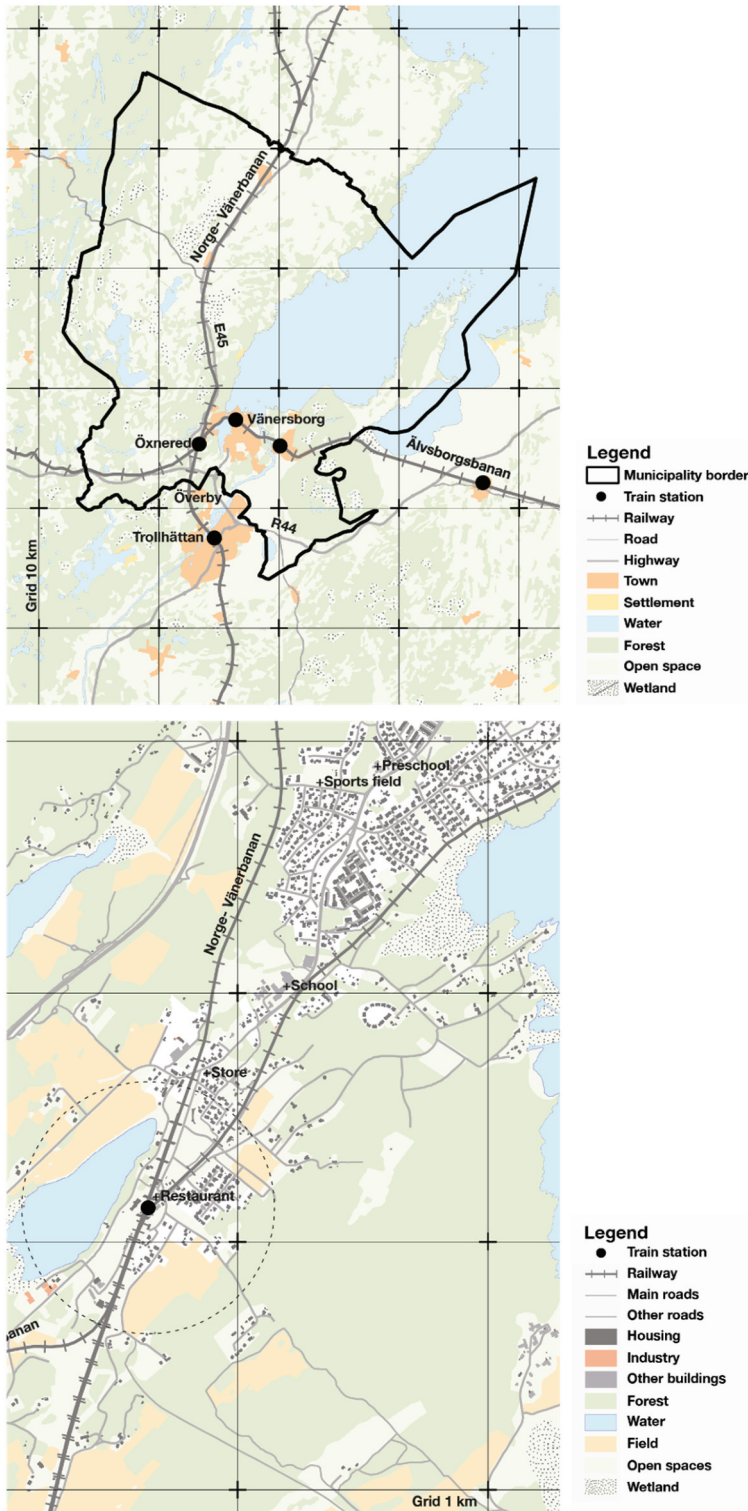 Norge- Vänerbanan
E45
Vänersborg
Öxnered
Älvsborgsbanan
Överby
R44
Trollhättan
Grid 10 km
Legend
Municipality border
Train station
Railway
Road
Highway
Town
Settlement
Water
Forest
Open space
Wetland
+Preschool
+Sports field
Norge- Vänerbanan
+School
+Store
+Restaurant
banan
Grid 1 km
Legend
Train station
Railway
Main roads
Other roads
Housing
Industry
Other buildings
Forest
Water
Field
Open spaces
Wetland